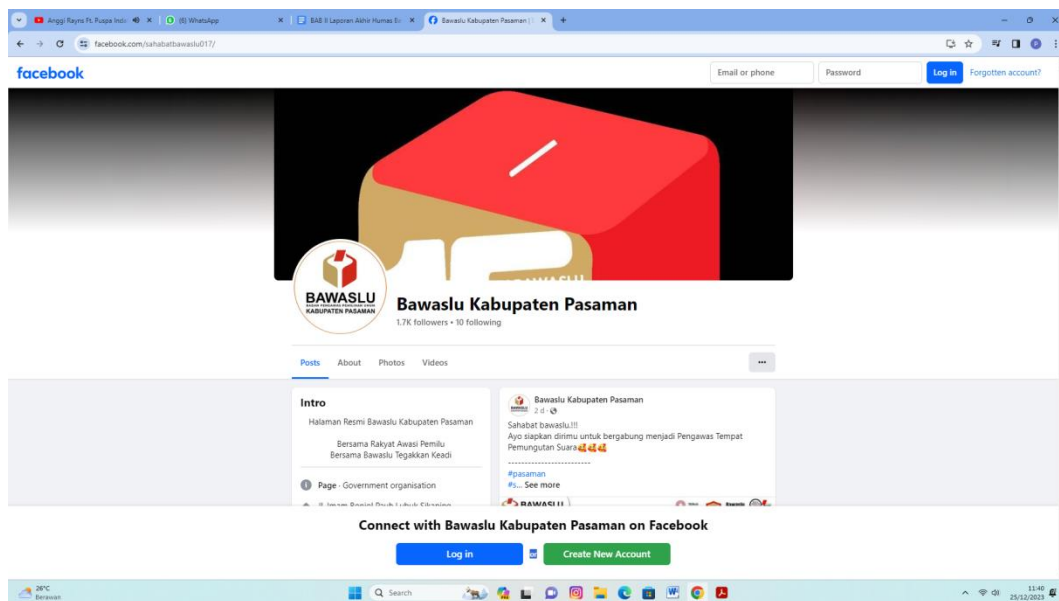 Anggi Rayns Ft. Puspa Inda
(6) WhatsApp
BAB II Laporan Akhir Humas
Bawaslu Kabupaten Pasaman |
facebook.com/sahabatbawaslu017/
facebook
Email or phone
Password
Log in
Forgotten account?
BAWASLU
KABUPATEN PASAMAN
Bawaslu Kabupaten Pasaman
1.7K followers • 10 following
Posts
About
Photos
Videos
Intro
Halaman Resmi Bawaslu Kabupaten Pasaman
Bersama Rakyat Awasi Pemilu
Bersama Bawaslu Tegakkan Keadi
Page · Government organisation
Bawaslu Kabupaten Pasaman
2 d
Sahabat bawaslu.!!!
Ayo siapkan dirimu untuk bergabung menjadi Pengawas Tempat
Pemungutan Suara🥰🥰🥰
-------------------------
#pasaman
#s... See more
BAWASLU
Connect with Bawaslu Kabupaten Pasaman on Facebook
Log in
or
Create New Account
26°C
Berawan
Search
11:40
25/12/2023